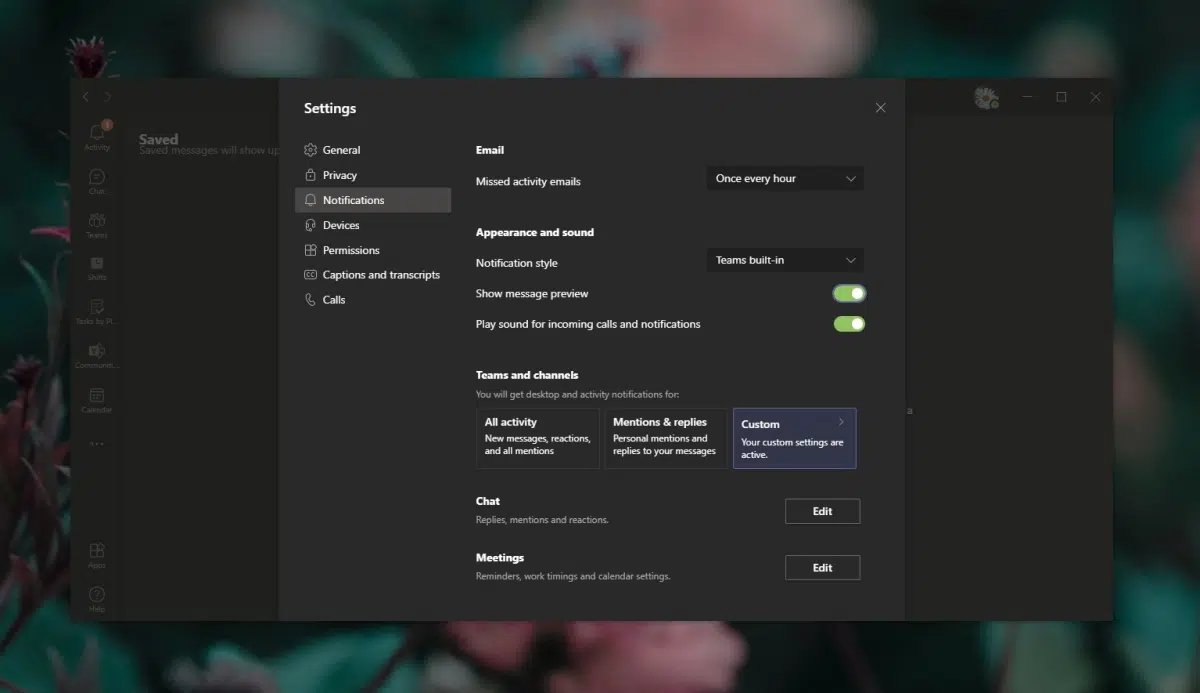 Settings
1
Activity
Chat
Teams
Shifts
Tasks by Pl...
Communit...
Calendar
...
Apps
Help
Saved
Saved messages will show up
General
Privacy
Notifications
Devices
Permissions
CC Captions and transcripts
Calls
Email
Missed activity emails
Once every hour
Appearance and sound
Notification style
Teams built-in
Show message preview
Play sound for incoming calls and notifications
Teams and channels
You will get desktop and activity notifications for:
All activity
New messages, reactions,
and all mentions
Mentions & replies
Personal mentions and
replies to your messages
Custom
Your custom settings are
active.
Chat
Replies, mentions and reactions.
Edit
Meetings
Reminders, work timings and calendar settings.
Edit
a